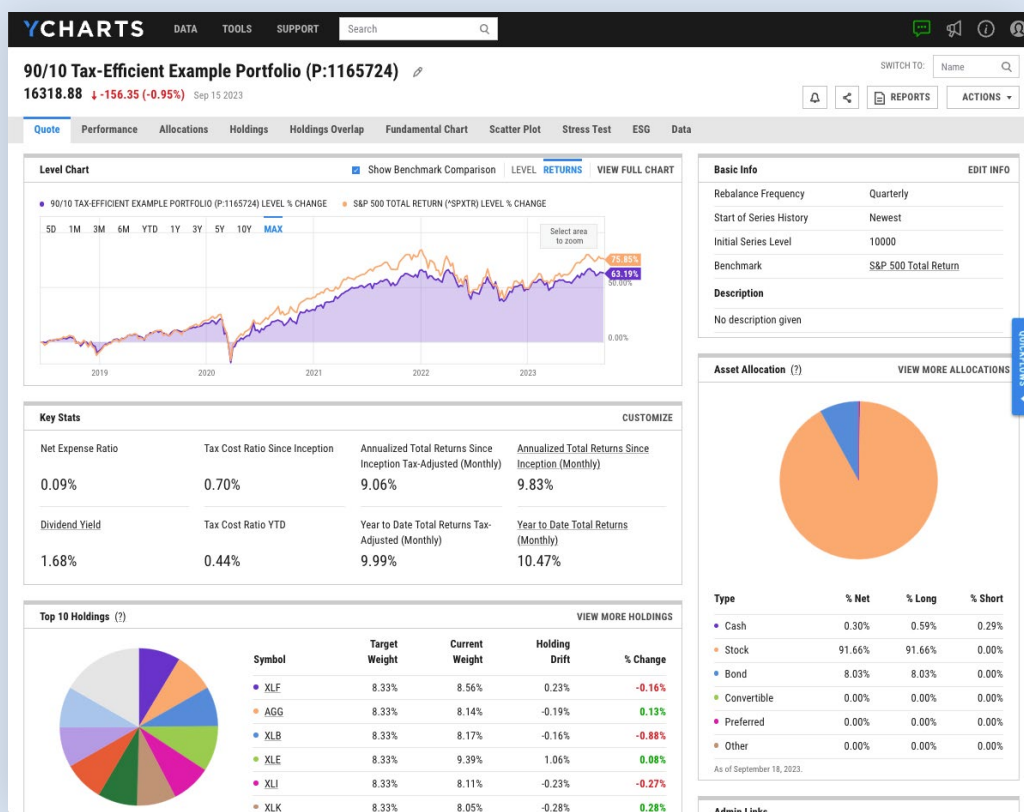 YCHARTS DATA TOOLS SUPPORT Search
90/10 Tax-Efficient Example Portfolio (P:1165724)
16318.88 -156.35 (-0.95%) Sep 15 2023
SWITCH TO: Name
REPORTS ACTIONS
Quote Performance Allocations Holdings Holdings Overlap Fundamental Chart Scatter Plot Stress Test ESG Data
Level Chart Show Benchmark Comparison LEVEL RETURNS VIEW FULL CHART
90/10 TAX-EFFICIENT EXAMPLE PORTFOLIO (P:1165724) LEVEL % CHANGE S&P 500 TOTAL RETURN (^SPXTR) LEVEL % CHANGE
5D 1M 3M 6M YTD 1Y 3Y 5Y 10Y MAX
Select area
to zoom
75.85%
63.19%
50.00%
0.00%
2019 2020 2021 2022 2023
Basic Info EDIT INFO
Rebalance Frequency Quarterly
Start of Series History Newest
Initial Series Level 10000
Benchmark S&P 500 Total Return
Description
No description given
Key Stats CUSTOMIZE
Net Expense Ratio
0.09%
Tax Cost Ratio Since Inception
0.70%
Annualized Total Returns Since
Inception Tax-Adjusted (Monthly)
9.06%
Annualized Total Returns Since
Inception (Monthly)
9.83%
Dividend Yield
1.68%
Tax Cost Ratio YTD
0.44%
Year to Date Total Returns Tax-
Adjusted (Monthly)
9.99%
Year to Date Total Returns
(Monthly)
10.47%
Asset Allocation (?) VIEW MORE ALLOCATIONS
Type % Net % Long % Short
Cash 0.30% 0.59% 0.29%
Stock 91.66% 91.66% 0.00%
Bond 8.03% 8.03% 0.00%
Convertible 0.00% 0.00% 0.00%
Preferred 0.00% 0.00% 0.00%
Other 0.00% 0.00% 0.00%
As of September 18, 2023.
Top 10 Holdings (?) VIEW MORE HOLDINGS
Symbol Target Weight Current Weight Holding Drift % Change
XLF 8.33% 8.56% 0.23% -0.16%
AGG 8.33% 8.14% -0.19% 0.13%
XLB 8.33% 8.17% -0.16% -0.88%
XLE 8.33% 9.39% 1.06% 0.08%
XLI 8.33% 8.11% -0.23% -0.27%
XLK 8.33% 8.05% -0.28% 0.28%
Admin Links